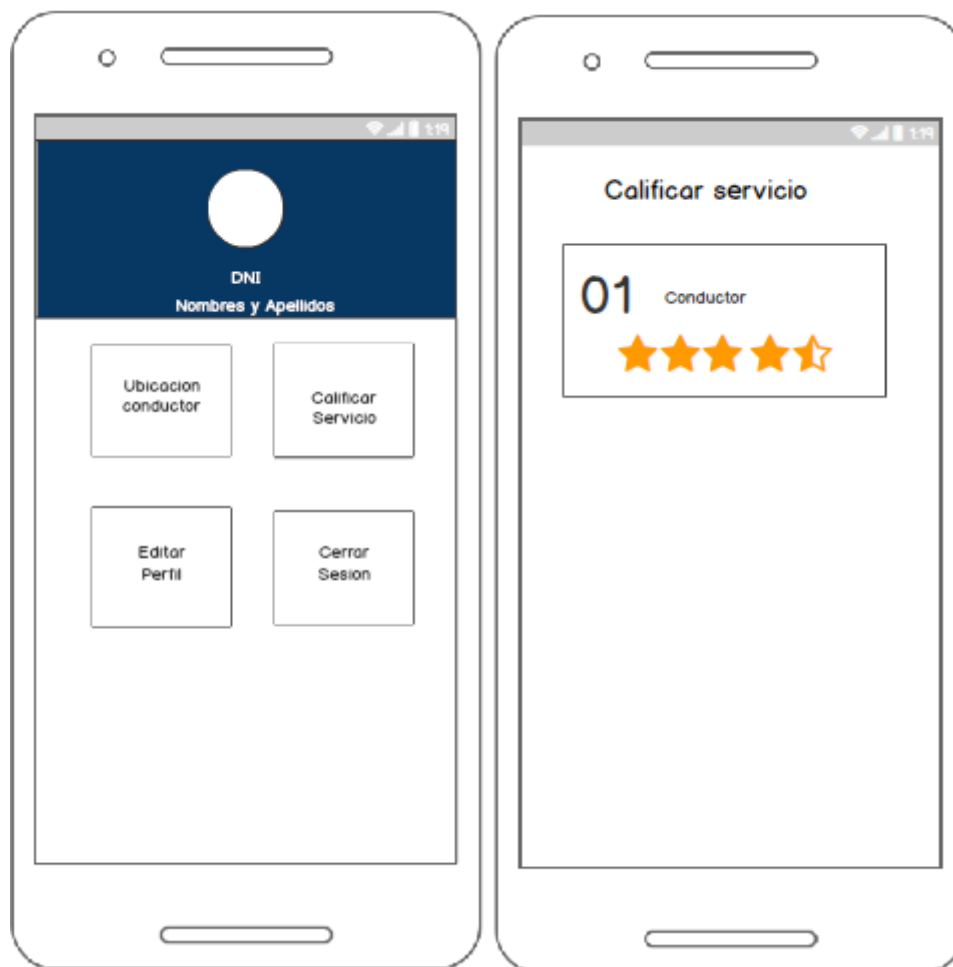 1:19
DNI
Nombres y Apellidos
Ubicacion
conductor
Calificar
Servicio
Editar
Perfil
Cerrar
Sesion
1:19
Calificar servicio
01 Conductor